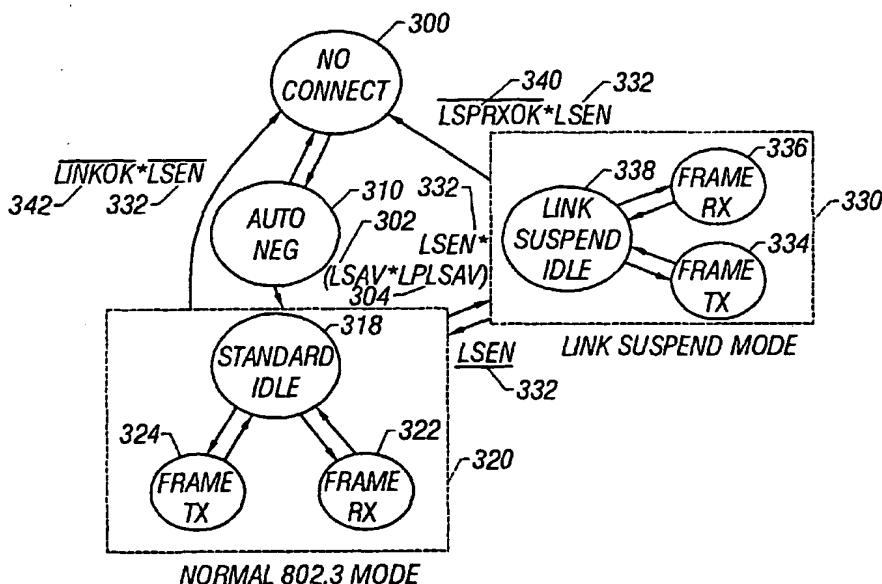 300
NO
CONNECT
340
332
LSPRXOK*LSEN
336
338
FRAME
RX
330
LINKOK*LSEN
342
332
310
AUTO
NEG
302
332
LSEN*
(LSAV*LPLSAV)
304
LINK
SUSPEND
IDLE
334
FRAME
TX
318
STANDARD
IDLE
LINK SUSPEND MODE
LSEN
332
324
322
320
FRAME
TX
FRAME
RX
NORMAL 802.3 MODE